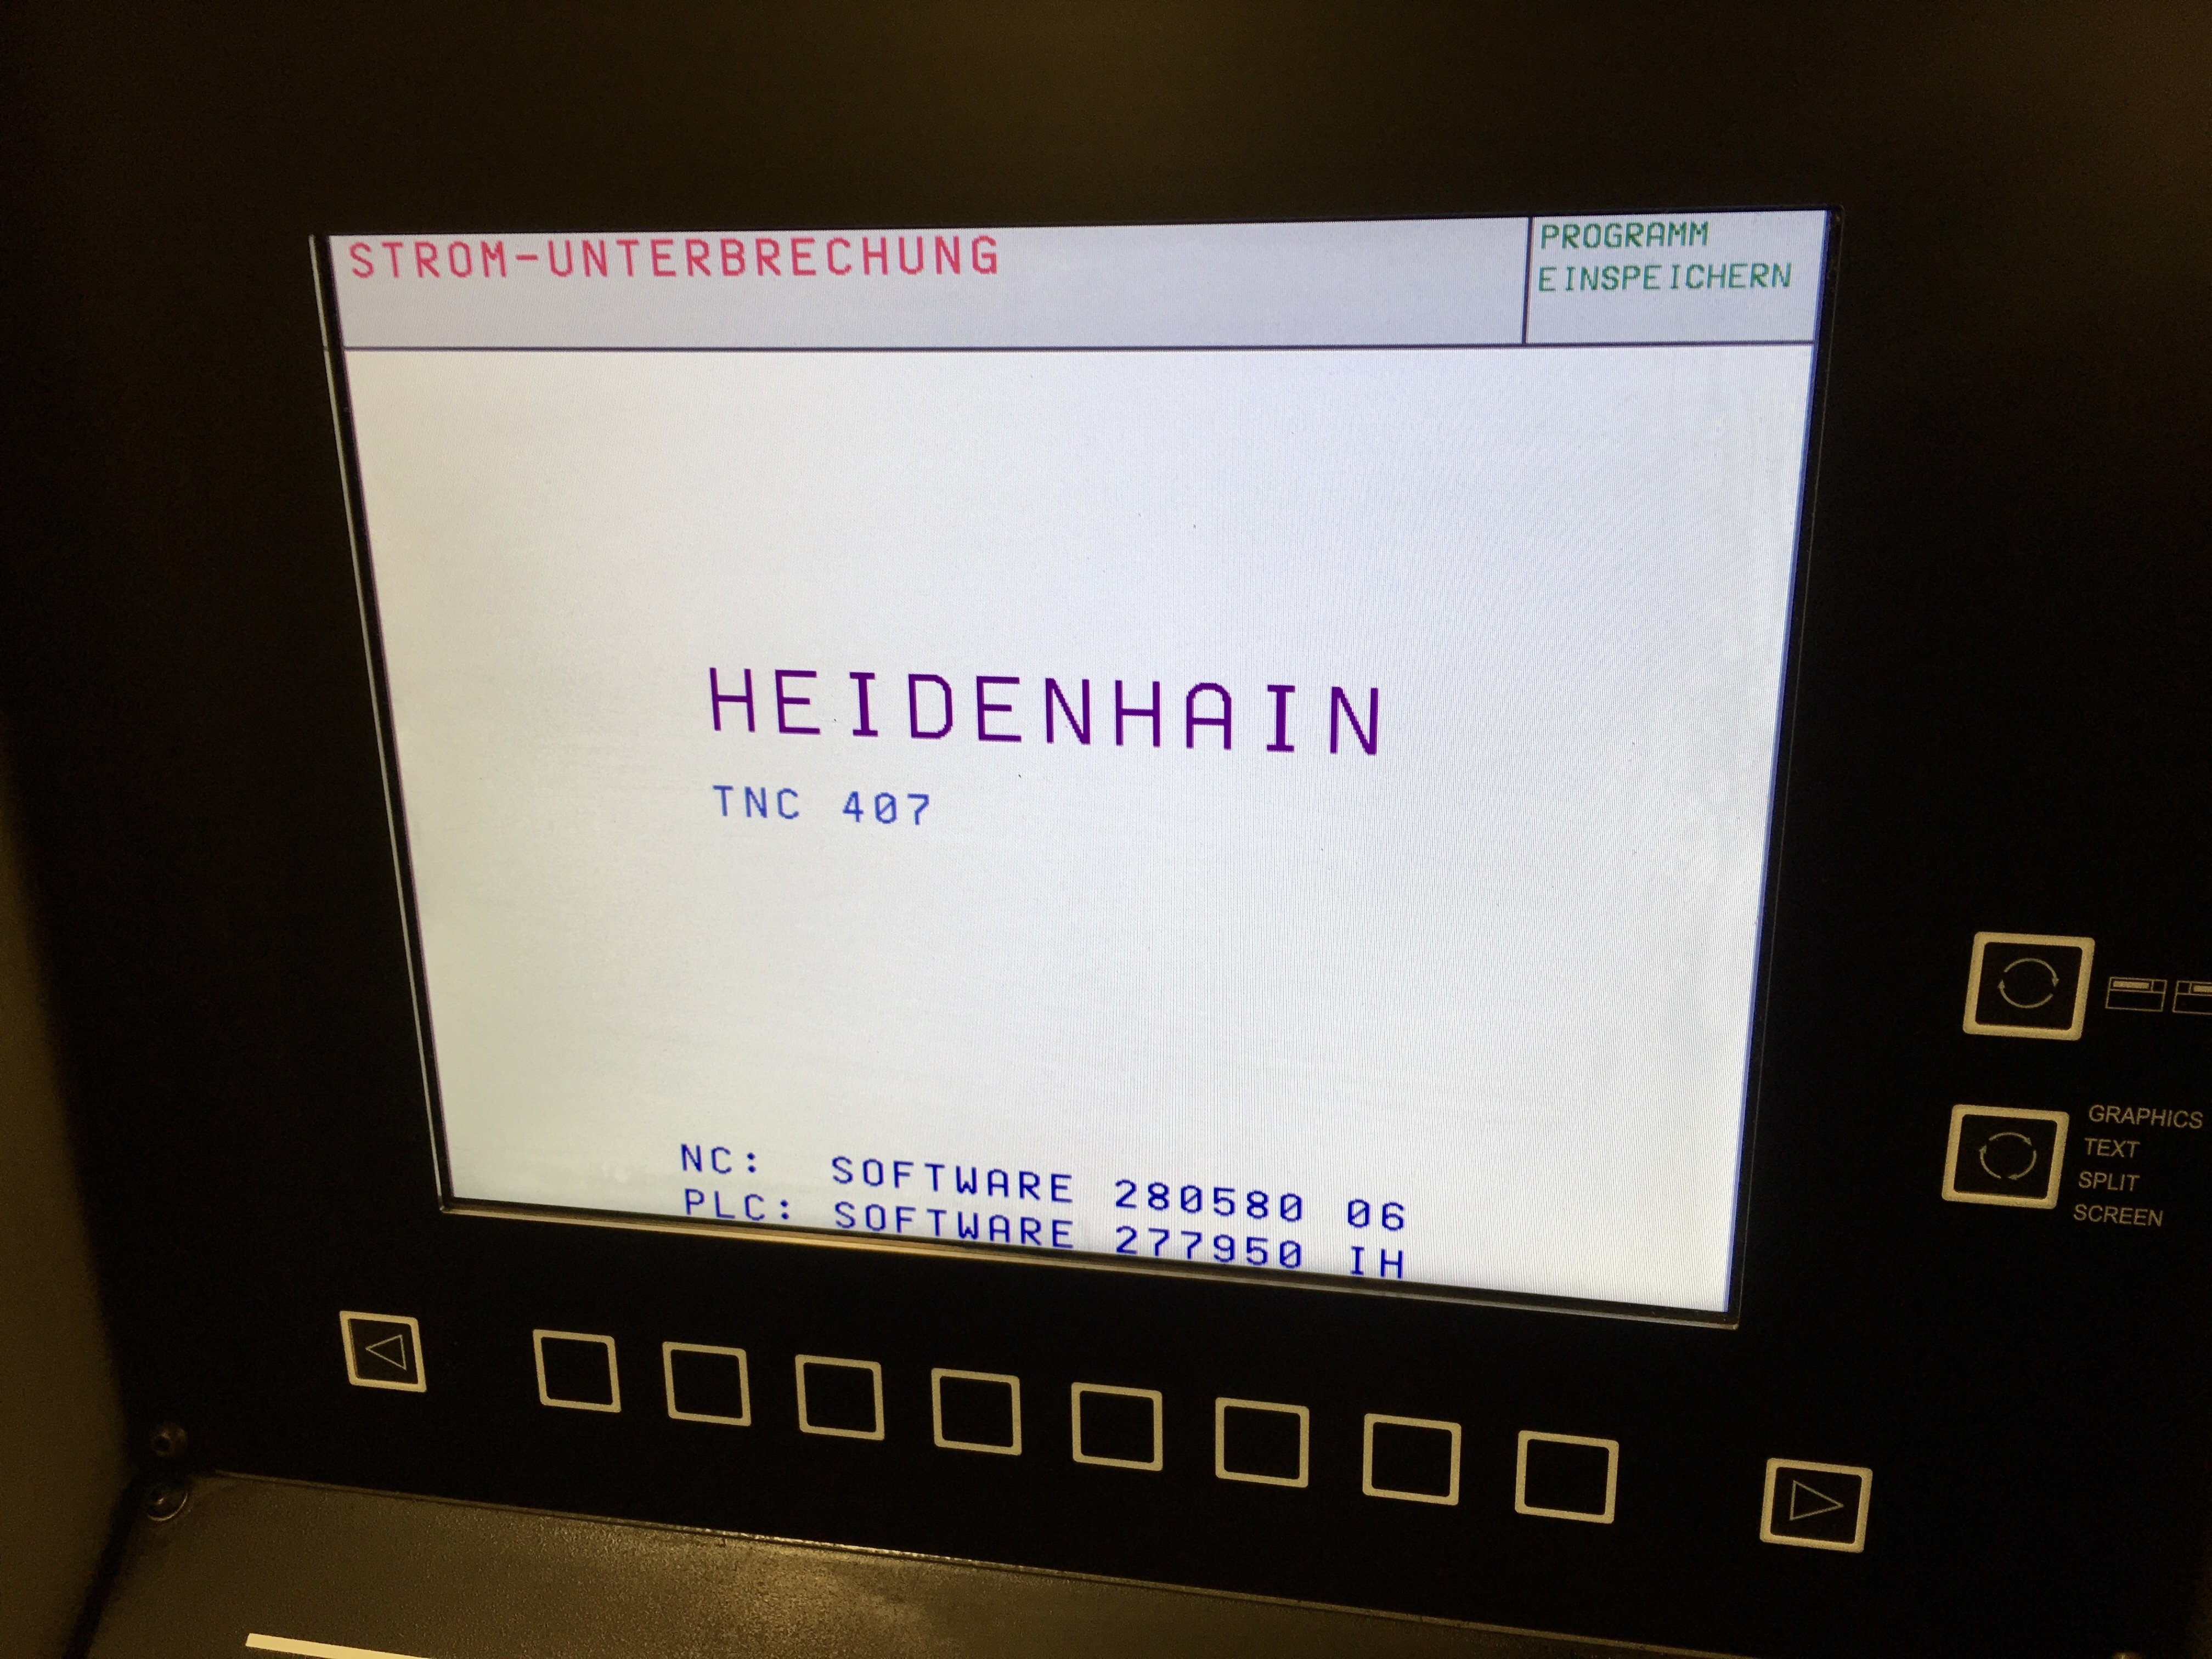 STROM-UNTERBRECHUNG
PROGRAMM
EINSPEICHERN
HEIDENHAIN
TNC 407
NC: SOFTWARE 280580 06
PLC: SOFTWARE 277950 IH
GRAPHICS
TEXT
SPLIT
SCREEN